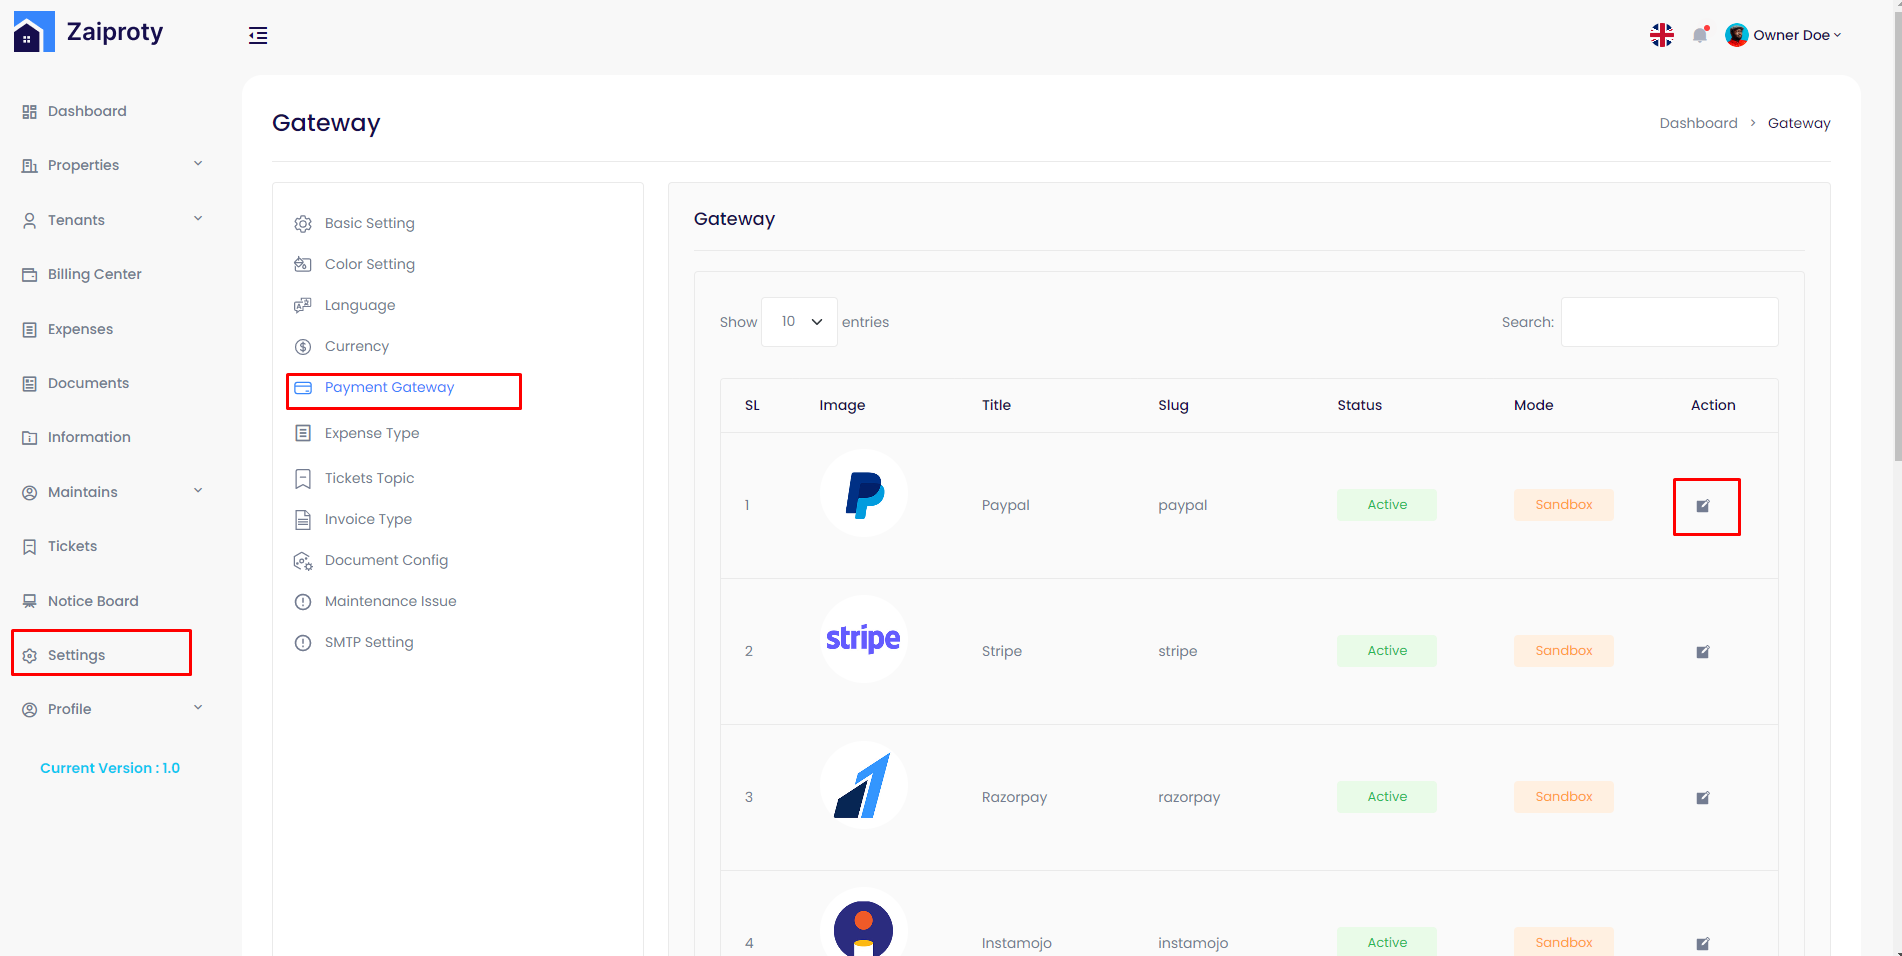 Zaiproty
Owner Doe
Dashboard
Properties
Tenants
Billing Center
Expenses
Documents
Information
Maintains
Tickets
Notice Board
Settings
Profile
Current Version : 1.0
Gateway
Dashboard > Gateway
Basic Setting
Color Setting
Language
Currency
Payment Gateway
Expense Type
Tickets Topic
Invoice Type
Document Config
Maintenance Issue
SMTP Setting
Gateway
Show 10 entries
Search:
SL Image Title Slug Status Mode Action
1 Paypal paypal Active Sandbox
2 stripe Stripe stripe Active Sandbox
3 Razorpay razorpay Active Sandbox
4 Instamojo instamojo Active Sandbox